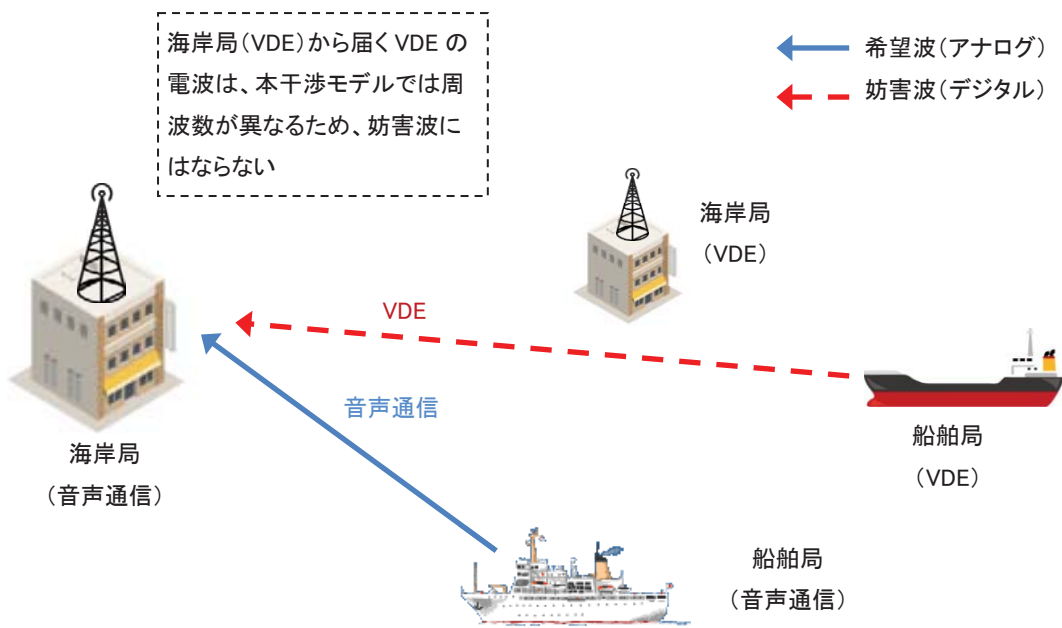 海岸局(VDE)から届くVDEの
電波は、本干渉モデルでは周
波数が異なるため、妨害波に
はならない
希望波(アナログ)
妨害波(デジタル)
海岸局
(VDE)
VDE
音声通信
海岸局
(音声通信)
船舶局
(VDE)
船舶局
(音声通信)